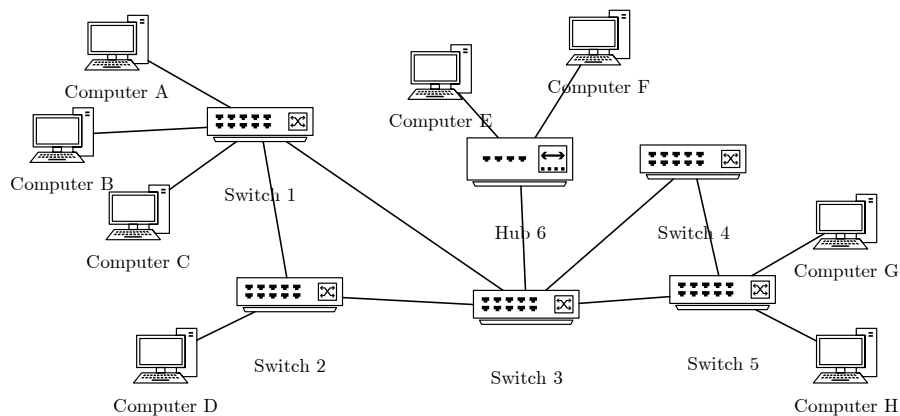 Computer A
Computer F
Computer E
Computer B
Switch 1
Hub 6
Switch 4
Computer C
Computer G
Switch 2
Switch 5
Switch 3
Computer D
Computer H